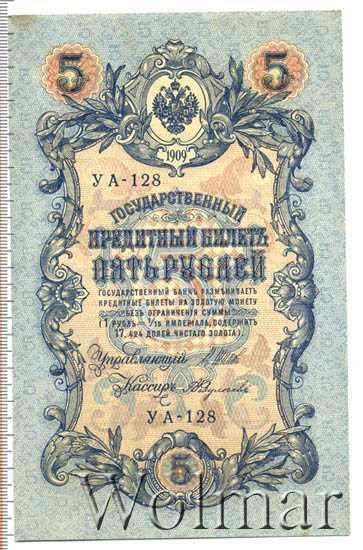 5 5
1909
УА-128
ГОСУДАРСТВЕННЫЙ
КРЕДИТНЫЙ БИЛЕТЪ
ПЯТЬ РУБЛЕЙ
ГОСУДАРСТВЕННЫЙ БАНКЪ РАЗМѢНИВАЕТЪ
КРЕДИТНЫЕ БИЛЕТЫ НА ЗОЛОТУЮ МОНЕТУ
БЕЗЪ ОГРАНИЧЕНІЯ СУММЫ
(1 РУБЛЬ = 1/15 ИМПЕРІАЛА, СОДЕРЖИТЪ
17,424 ДОЛЕЙ ЧИСТАГО ЗОЛОТА)
Управляющій
Кассиръ
УА-128
5
Wolmar